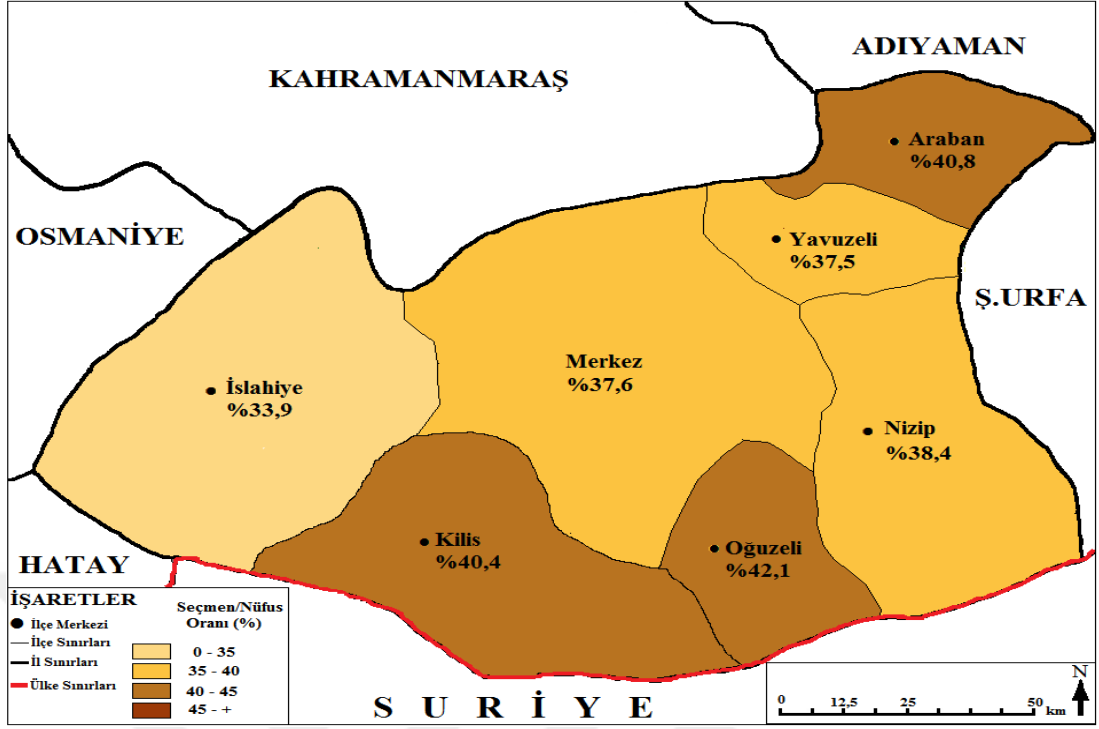 ADIYAMAN
KAHRAMANMARAŞ
Araban
%40,8
OSMANİYE
Yavuzeli
%37,5
Ş.URFA
Merkez
%37,6
İslahiye
%33,9
Nizip
%38,4
Kilis
%40,4
Oğuzeli
%42,1
HATAY
İŞARETLER
İlçe Merkezi
İlçe Sınırları
İl Sınırları
Ülke Sınırları
Seçmen/Nüfus
Oranı (%)
0 - 35
35 - 40
40 - 45
45 - +
SURİYE
N
0 12,5 25 50 km